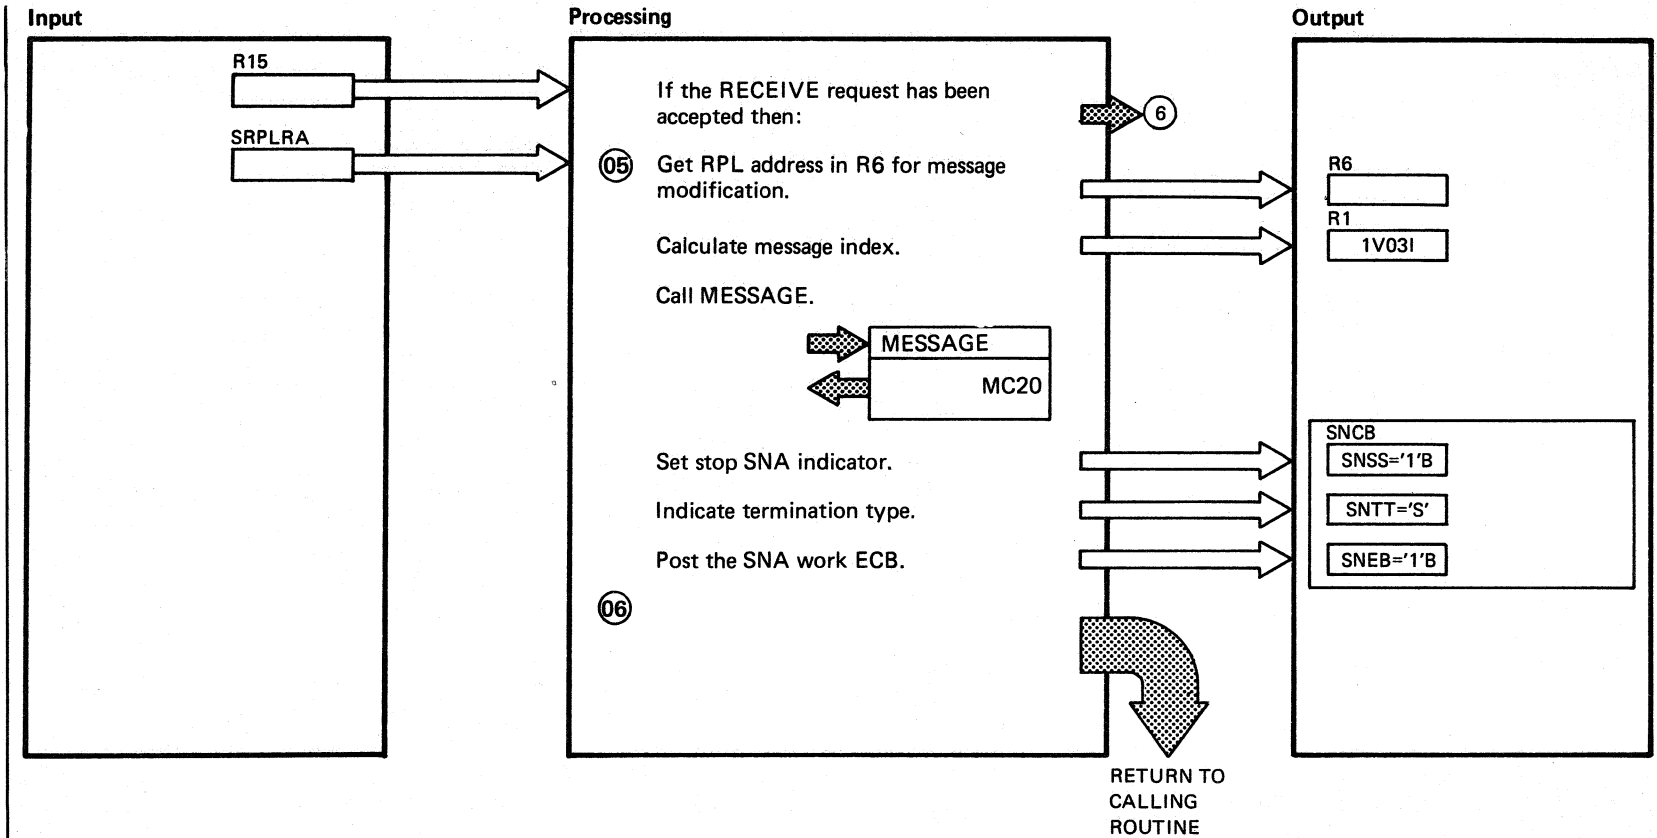 Input
Processing
Output
R15
SRPLRA
If the RECEIVE request has been
accepted then:
6
05
Get RPL address in R6 for message
modification.
R6
R1
Calculate message index.
1V03I
Call MESSAGE.
MESSAGE
MC20
SNCB
Set stop SNA indicator.
SNSS='1'B
Indicate termination type.
SNTT='S'
Post the SNA work ECB.
SNEB='1'B
06
RETURN TO
CALLING
ROUTINE